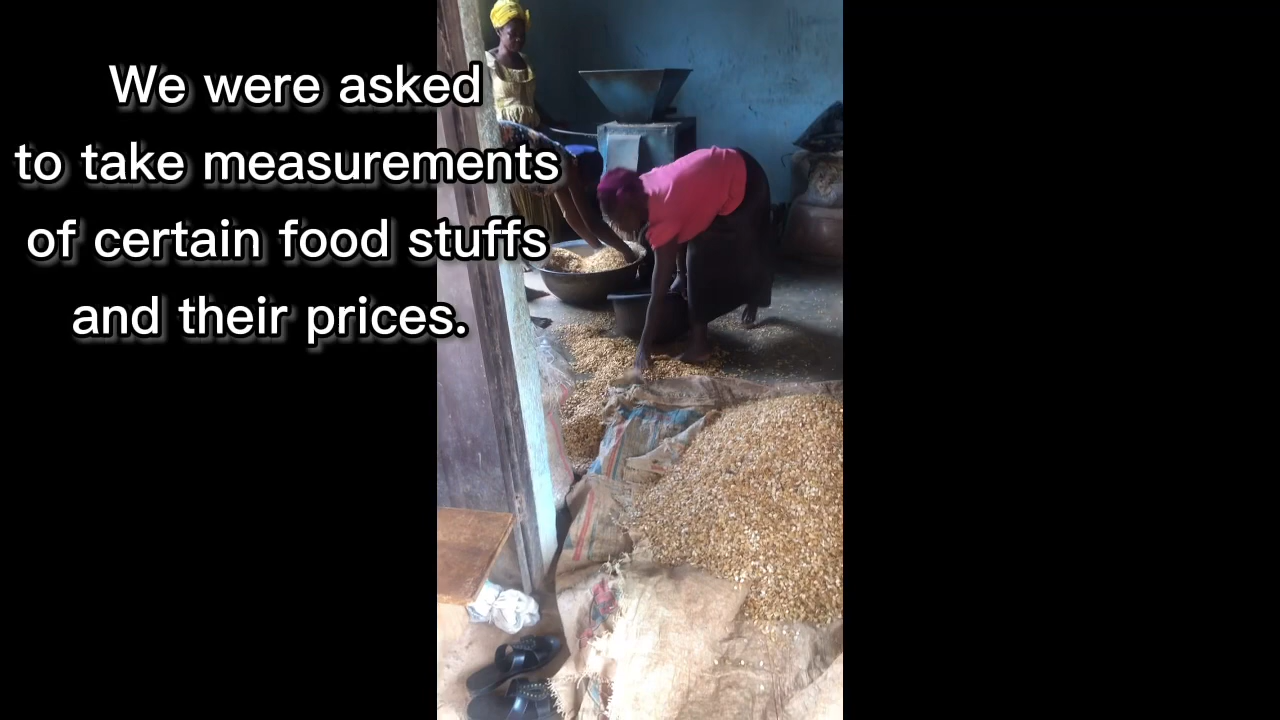 We were asked
to take measurements
of certain food stuffs
and their prices.